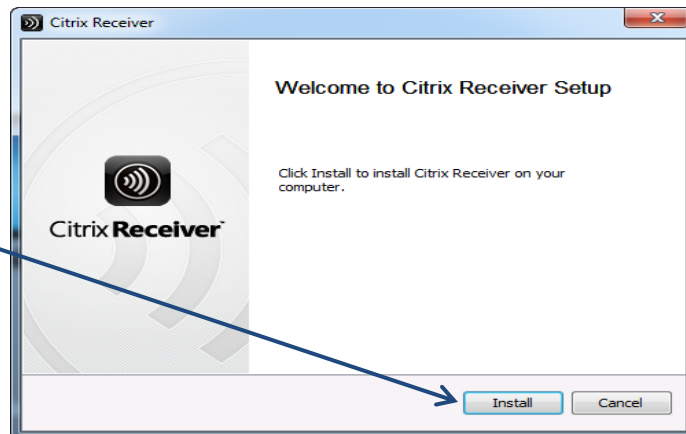 Citrix Receiver
Welcome to Citrix Receiver Setup
Click Install to install Citrix Receiver on your
computer.
Citrix Receiver™
Install
Cancel